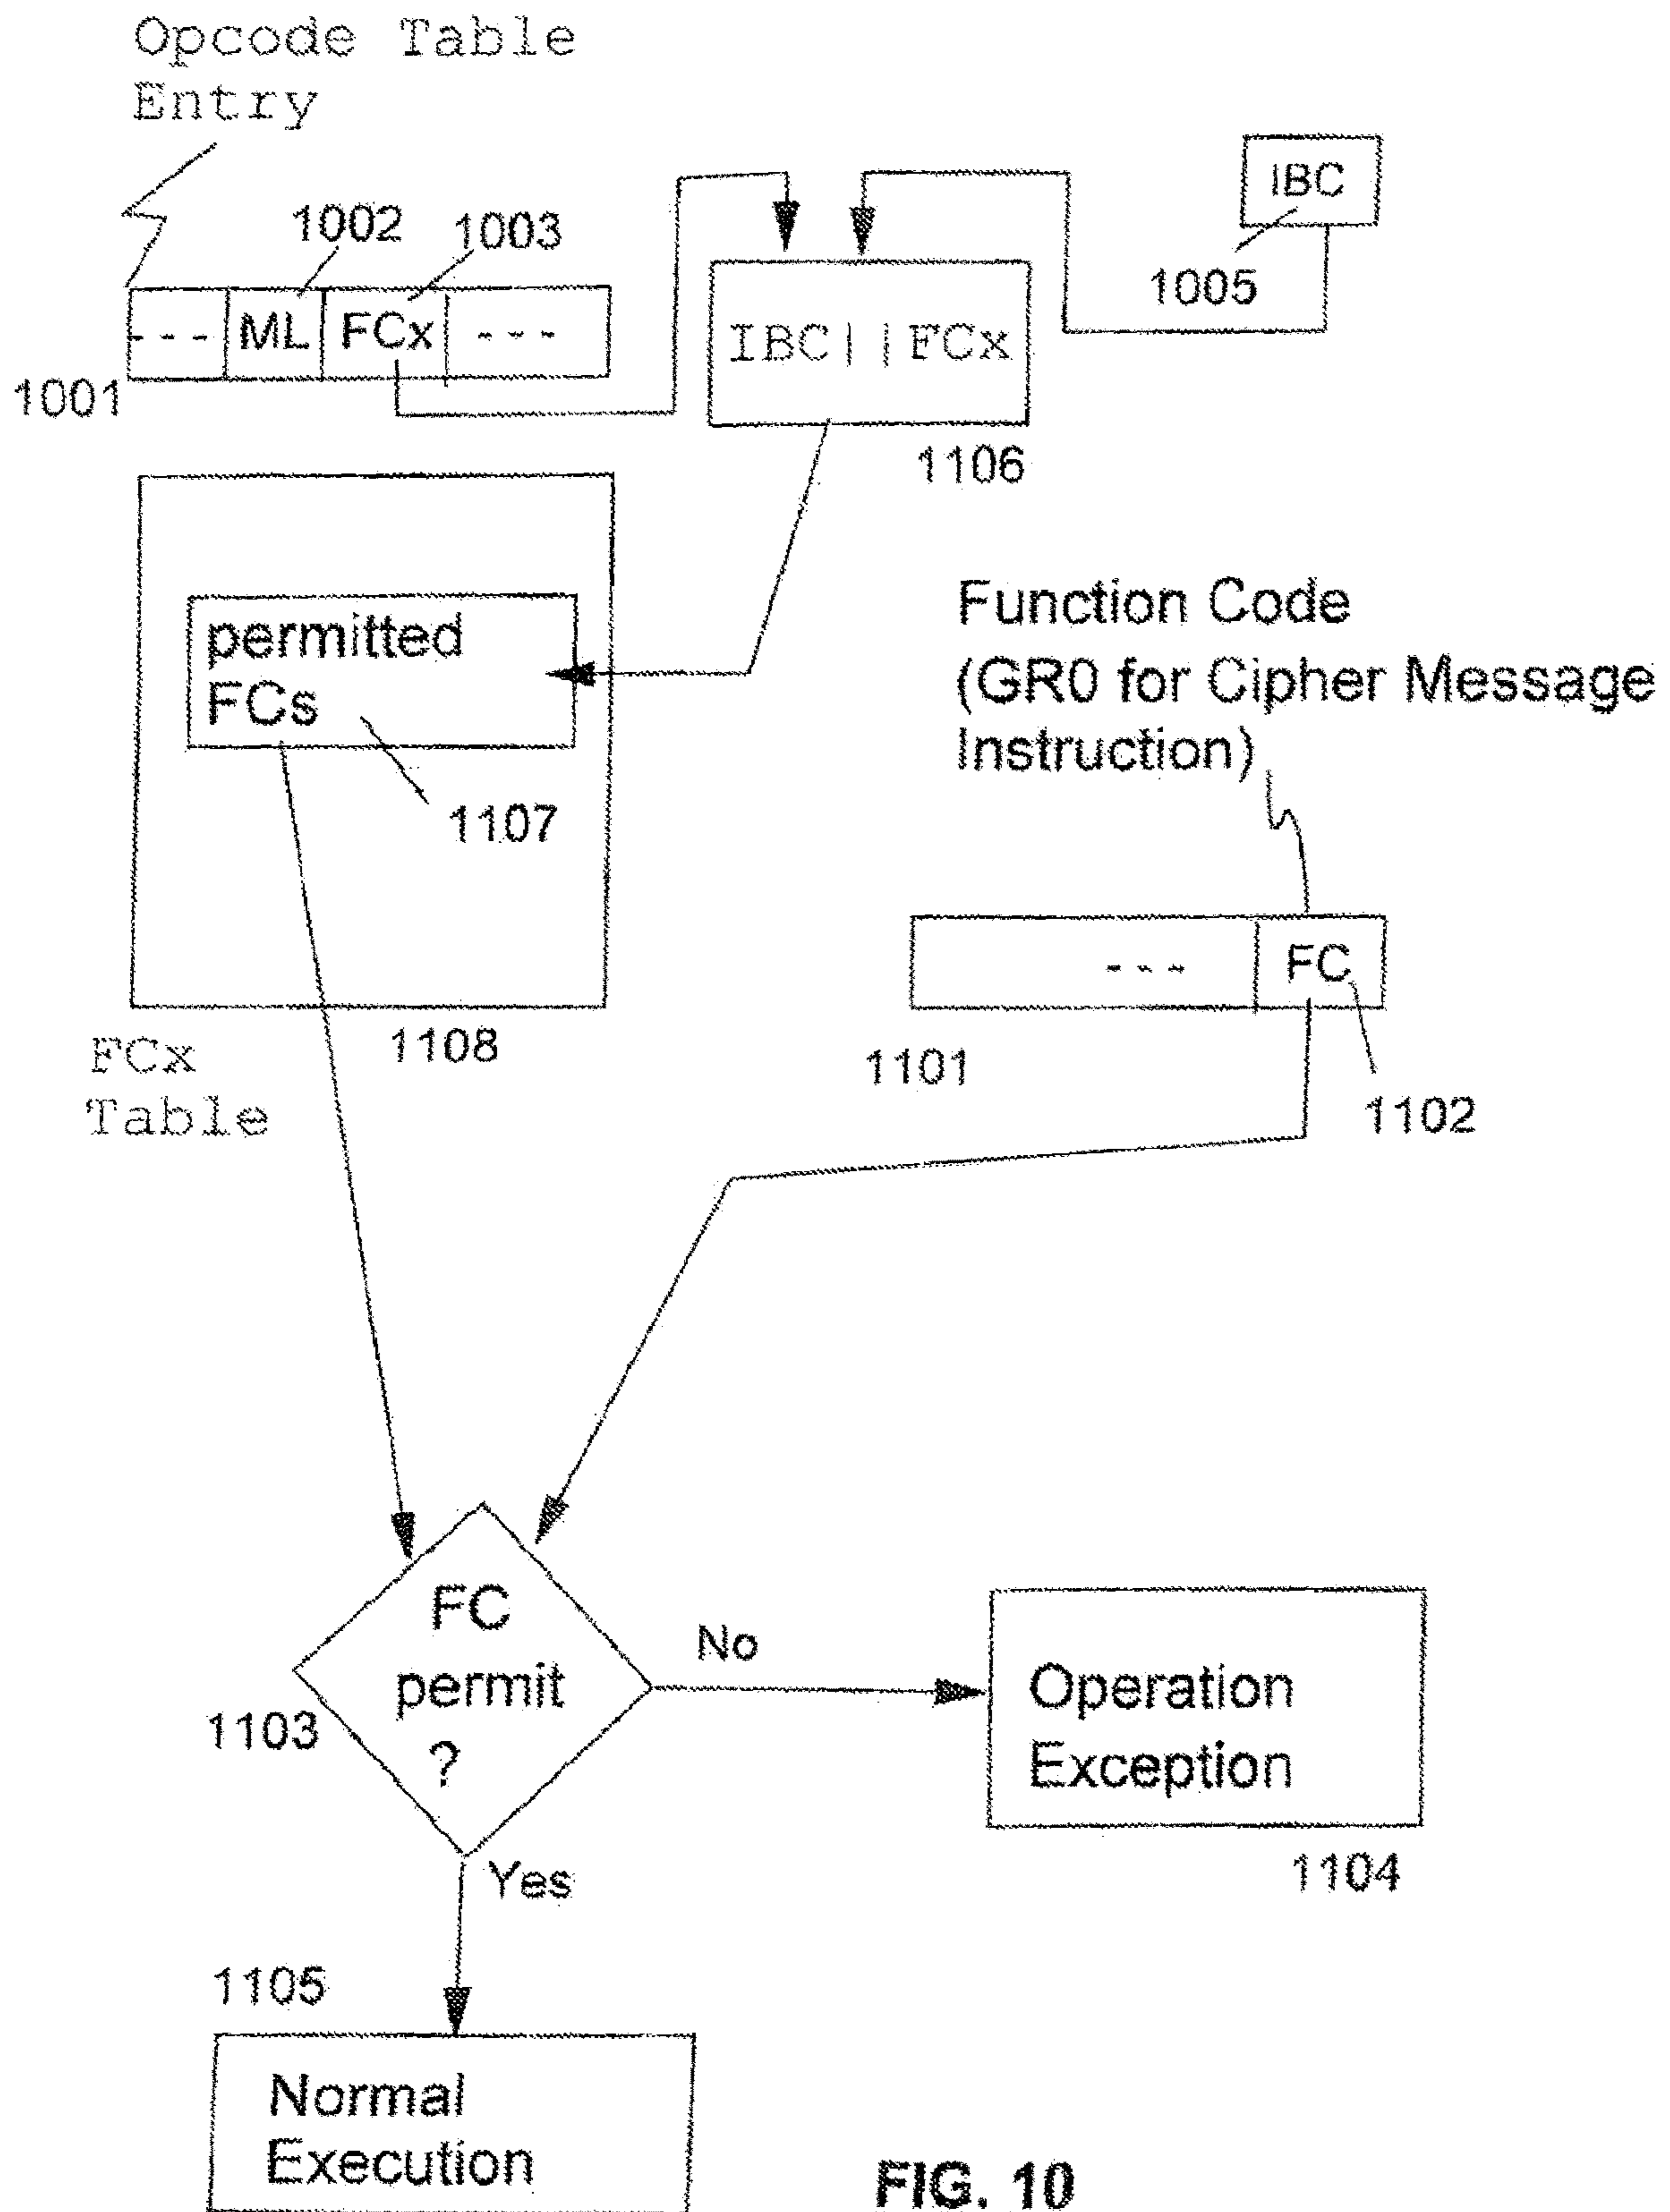 Opcode Table
Entry
IBC
1002
1003
1005
- - -
ML
FCx
- - -
IBC||FCx
1001
1106
permitted
FCs
1107
Function Code
(GR0 for Cipher Message
Instruction)
- - -
FC
1108
1101
1102
FCx
Table
FC
permit
?
No
1103
Operation
Exception
1104
Yes
1105
Normal
Execution
FIG. 10